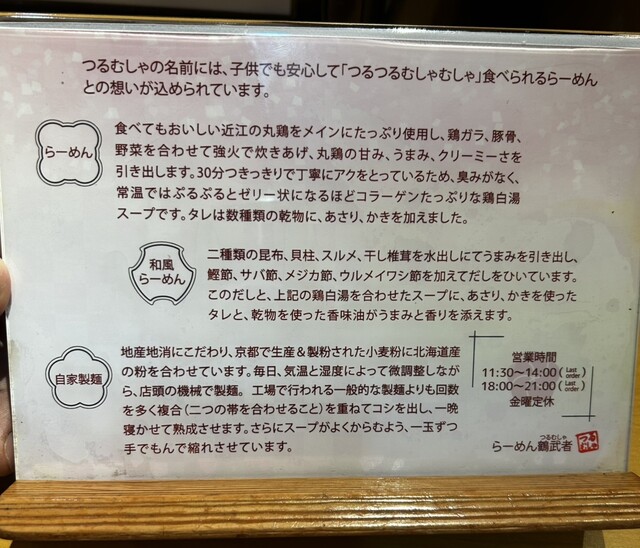 つるむしゃの名前には、子供でも安心して「つるつるむしゃむしゃ」食べられるらーめん
との想いが込められています。
らーめん
食べてもおいしい近江の丸鶏をメインにたっぷり使用し、鶏ガラ、豚骨、
野菜を合わせて強火で炊きあげ、丸鶏の甘み、うまみ、クリーミーさを
引き出します。30分つきっきりで丁寧にアクをとっているため、臭みがなく、
常温ではぷるぷるとゼリー状になるほどコラーゲンたっぷりな鶏白湯
スープです。タレは数種類の乾物に、あさり、かきを加えました。
和風
らーめん
二種類の昆布、貝柱、スルメ、干し椎茸を水出しにてうまみを引き出し、
鰹節、サバ節、メジカ節、ウルメイワシ節を加えてだしをひいています。
このだしと、上記の鶏白湯を合わせたスープに、あさり、かきを使った
タレと、乾物を使った香味油がうまみと香りを添えます。
自家製麺
地産地消にこだわり、京都で生産&製粉された小麦粉に北海道産
の粉を合わせています。毎日、気温と湿度によって微調整しなが
ら、店頭の機械で製麺。工場で行われる一般的な製麺よりも回数
を多く複合(二つの帯を合わせること)を重ねてコシを出し、一晩
寝かせて熟成させます。さらにスープがよくからむよう、一玉ずつ
手でもんで縮れさせています。
営業時間
11:30〜14:00(Last order)
18:00〜21:00(Last order)
金曜定休
つるむしゃ
らーめん鶴武者
つるむしゃ